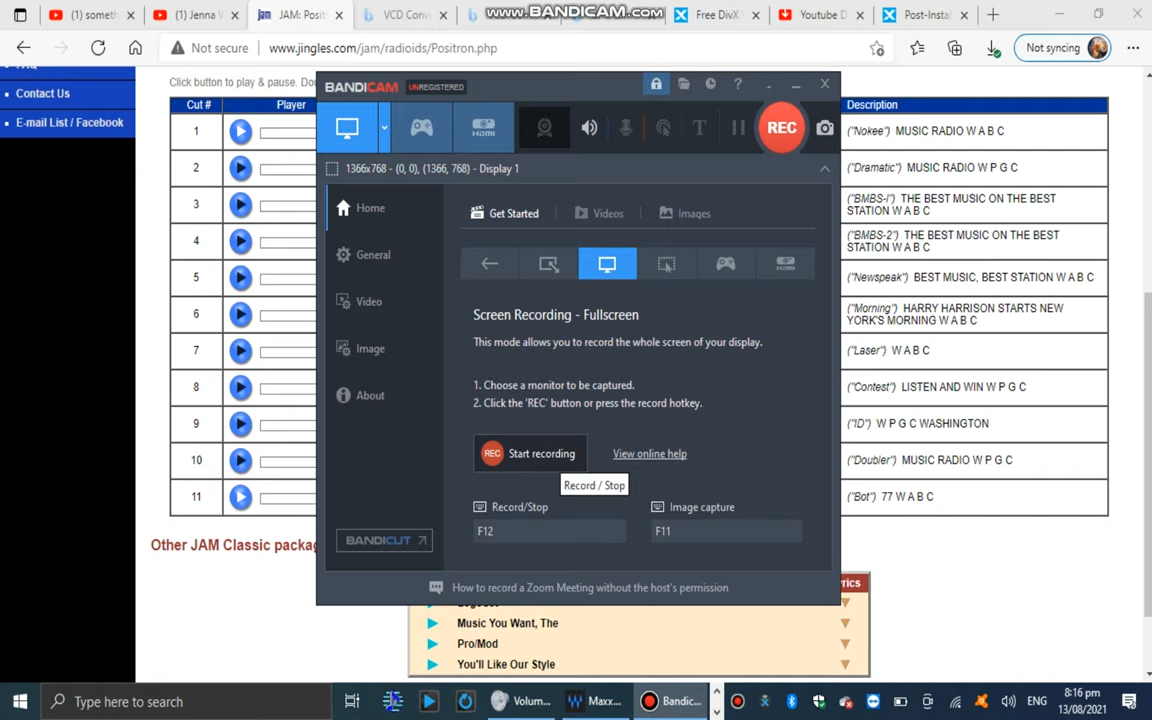 (1) someth
(1) Jenna W
JAM: Positr
VCD Conv
www.BANDICAM.com
Free DivX
Youtube D
Post-Instal
Not secure
www.jingles.com/jam/radioids/Positron.php
Not syncing
Contact Us
E-mail List / Facebook
Click button to play & pause. Do
Cut #
Player
Description
1
("Nokee") MUSIC RADIO W A B C
2
("Dramatic") MUSIC RADIO W P G C
3
("BMBS-I") THE BEST MUSIC ON THE BEST
STATION W A B C
4
("BMBS-2") THE BEST MUSIC ON THE BEST
STATION W A B C
5
("Newspeak") BEST MUSIC, BEST STATION W A B C
6
("Morning") HARRY HARRISON STARTS NEW
YORK'S MORNING W A B C
7
("Laser") W A B C
8
("Contest") LISTEN AND WIN W P G C
9
("ID") W P G C WASHINGTON
10
("Doubler") MUSIC RADIO W P G C
11
("Bot") 77 W A B C
BANDICAM
UNREGISTERED
HDMI
REC
1366x768 - (0, 0), (1366, 768) - Display 1
Home
General
Video
Image
About
BANDICUT
Get Started
Videos
Images
HDMI
Screen Recording - Fullscreen
This mode allows you to record the whole screen of your display.
1. Choose a monitor to be captured.
2. Click the 'REC' button or press the record hotkey.
REC
Start recording
View online help
Record / Stop
Record/Stop
Image capture
F12
F11
How to record a Zoom Meeting without the host's permission
Other JAM Classic packag
rics
Music You Want, The
Pro/Mod
You'll Like Our Style
Type here to search
Volum...
Maxx...
Bandic...
ENG
8:16 pm
13/08/2021